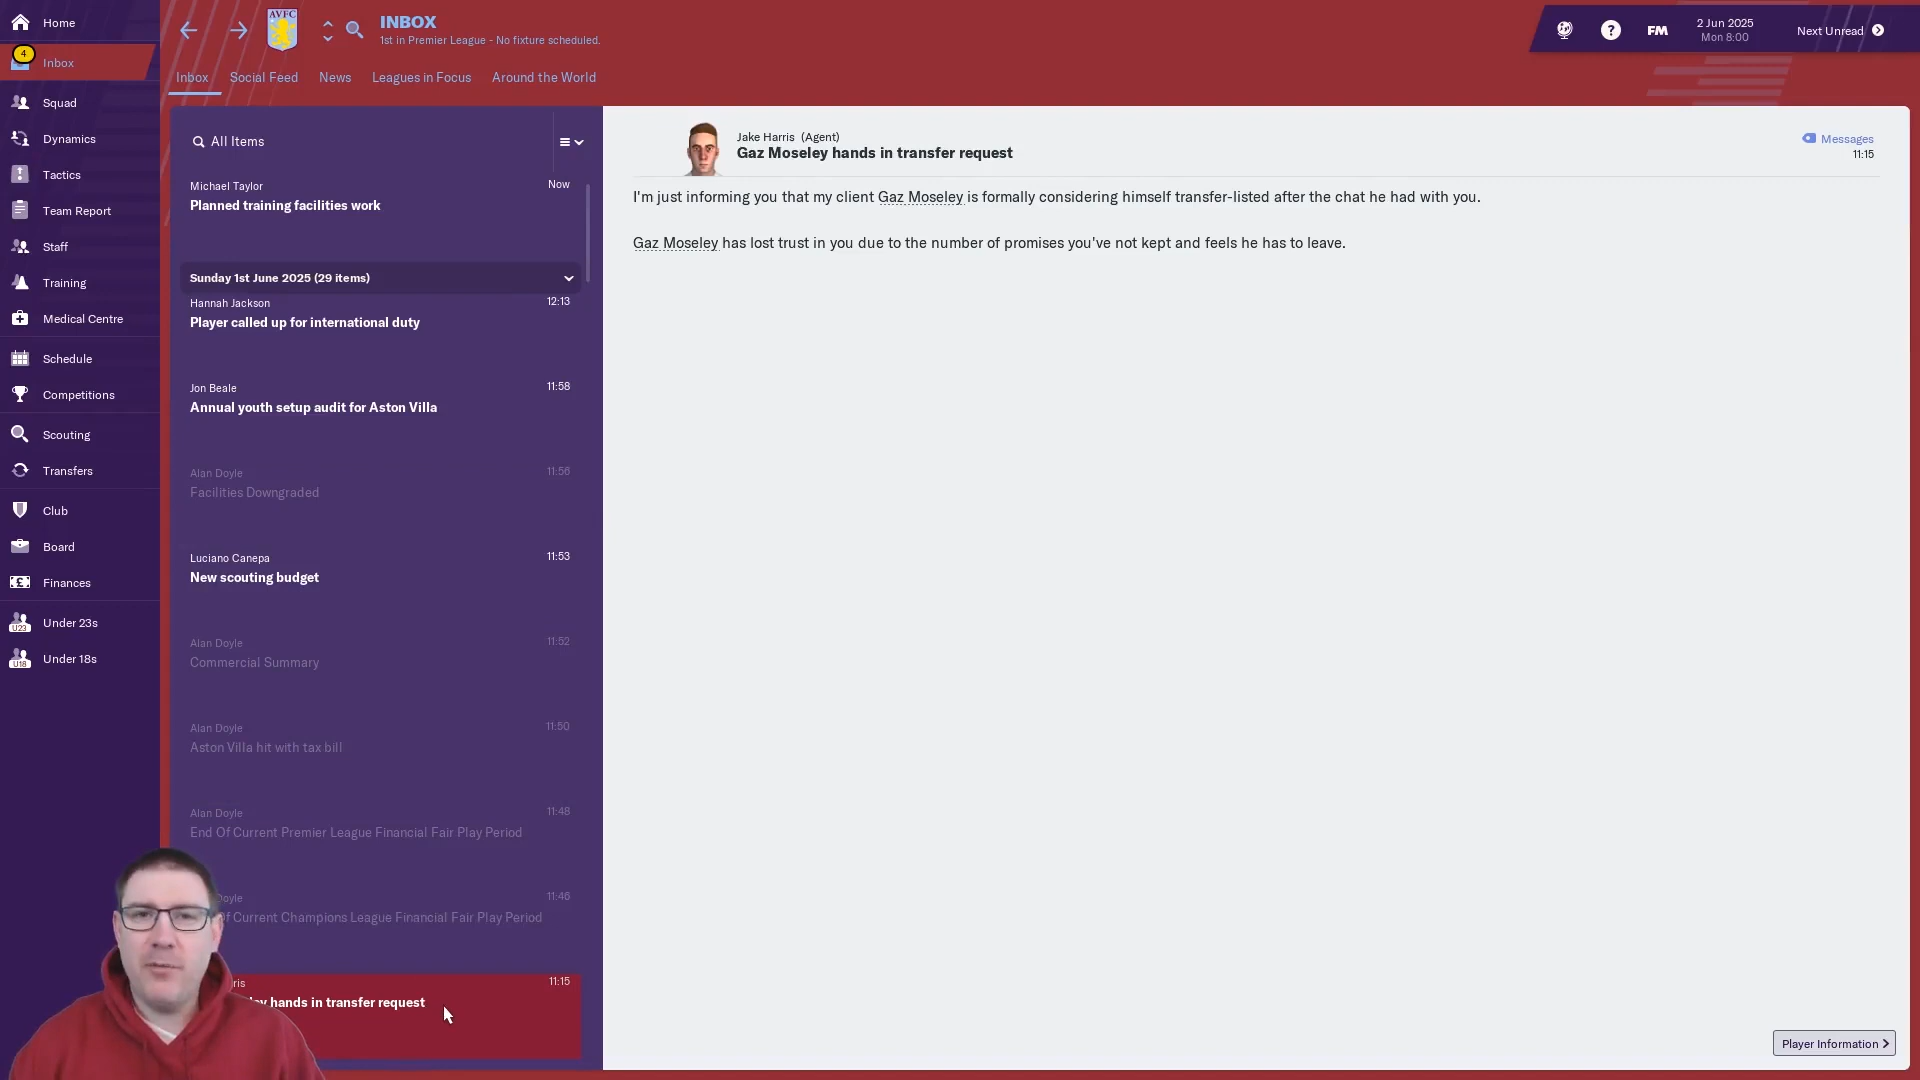 Home
4
Inbox
Squad
Dynamics
Tactics
Team Report
Staff
Training
Medical Centre
Schedule
Competitions
Scouting
Transfers
Club
Board
Finances
U23
Under 23s
U18
Under 18s
AVFC
INBOX
1st in Premier League - No fixture scheduled.
?
FM
2 Jun 2025
Mon 8:00
Next Unread
Inbox
Social Feed
News
Leagues in Focus
Around the World
All Items
Michael Taylor
Now
Planned training facilities work
Sunday 1st June 2025 (29 items)
Hannah Jackson
12:13
Player called up for international duty
Jon Beale
11:58
Annual youth setup audit for Aston Villa
Alan Doyle
11:56
Facilities Downgraded
Luciano Canepa
11:53
New scouting budget
Alan Doyle
11:52
Commercial Summary
Alan Doyle
11:50
Aston Villa hit with tax bill
Alan Doyle
11:48
End Of Current Premier League Financial Fair Play Period
Doyle
11:46
Of Current Champions League Financial Fair Play Period
ris
11:15
ey hands in transfer request
Jake Harris (Agent)
Gaz Moseley hands in transfer request
Messages
11:15
I'm just informing you that my client Gaz Moseley is formally considering himself transfer-listed after the chat he had with you.
Gaz Moseley has lost trust in you due to the number of promises you've not kept and feels he has to leave.
Player Information